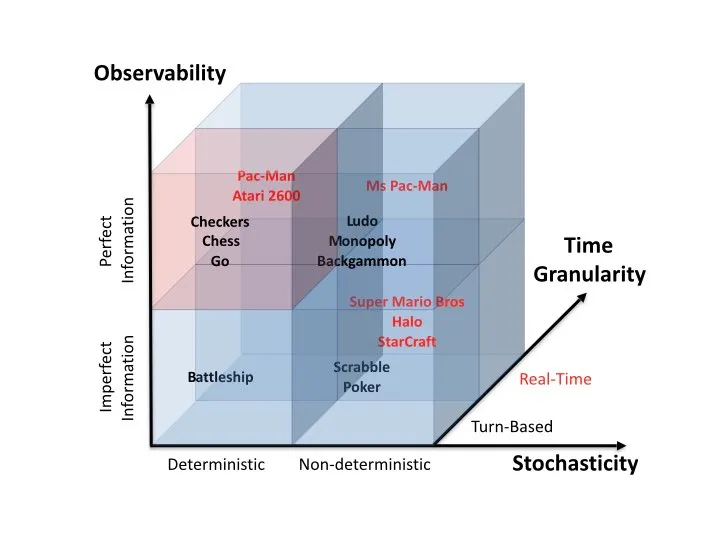 Observability
Pac-Man
Atari 2600
Ms Pac-Man
Checkers
Chess
Go
Ludo
Monopoly
Backgammon
Perfect
Information
Time
Granularity
Super Mario Bros
Halo
StarCraft
Imperfect
Information
Battleship
Scrabble
Poker
Real-Time
Turn-Based
Deterministic
Non-deterministic
Stochasticity